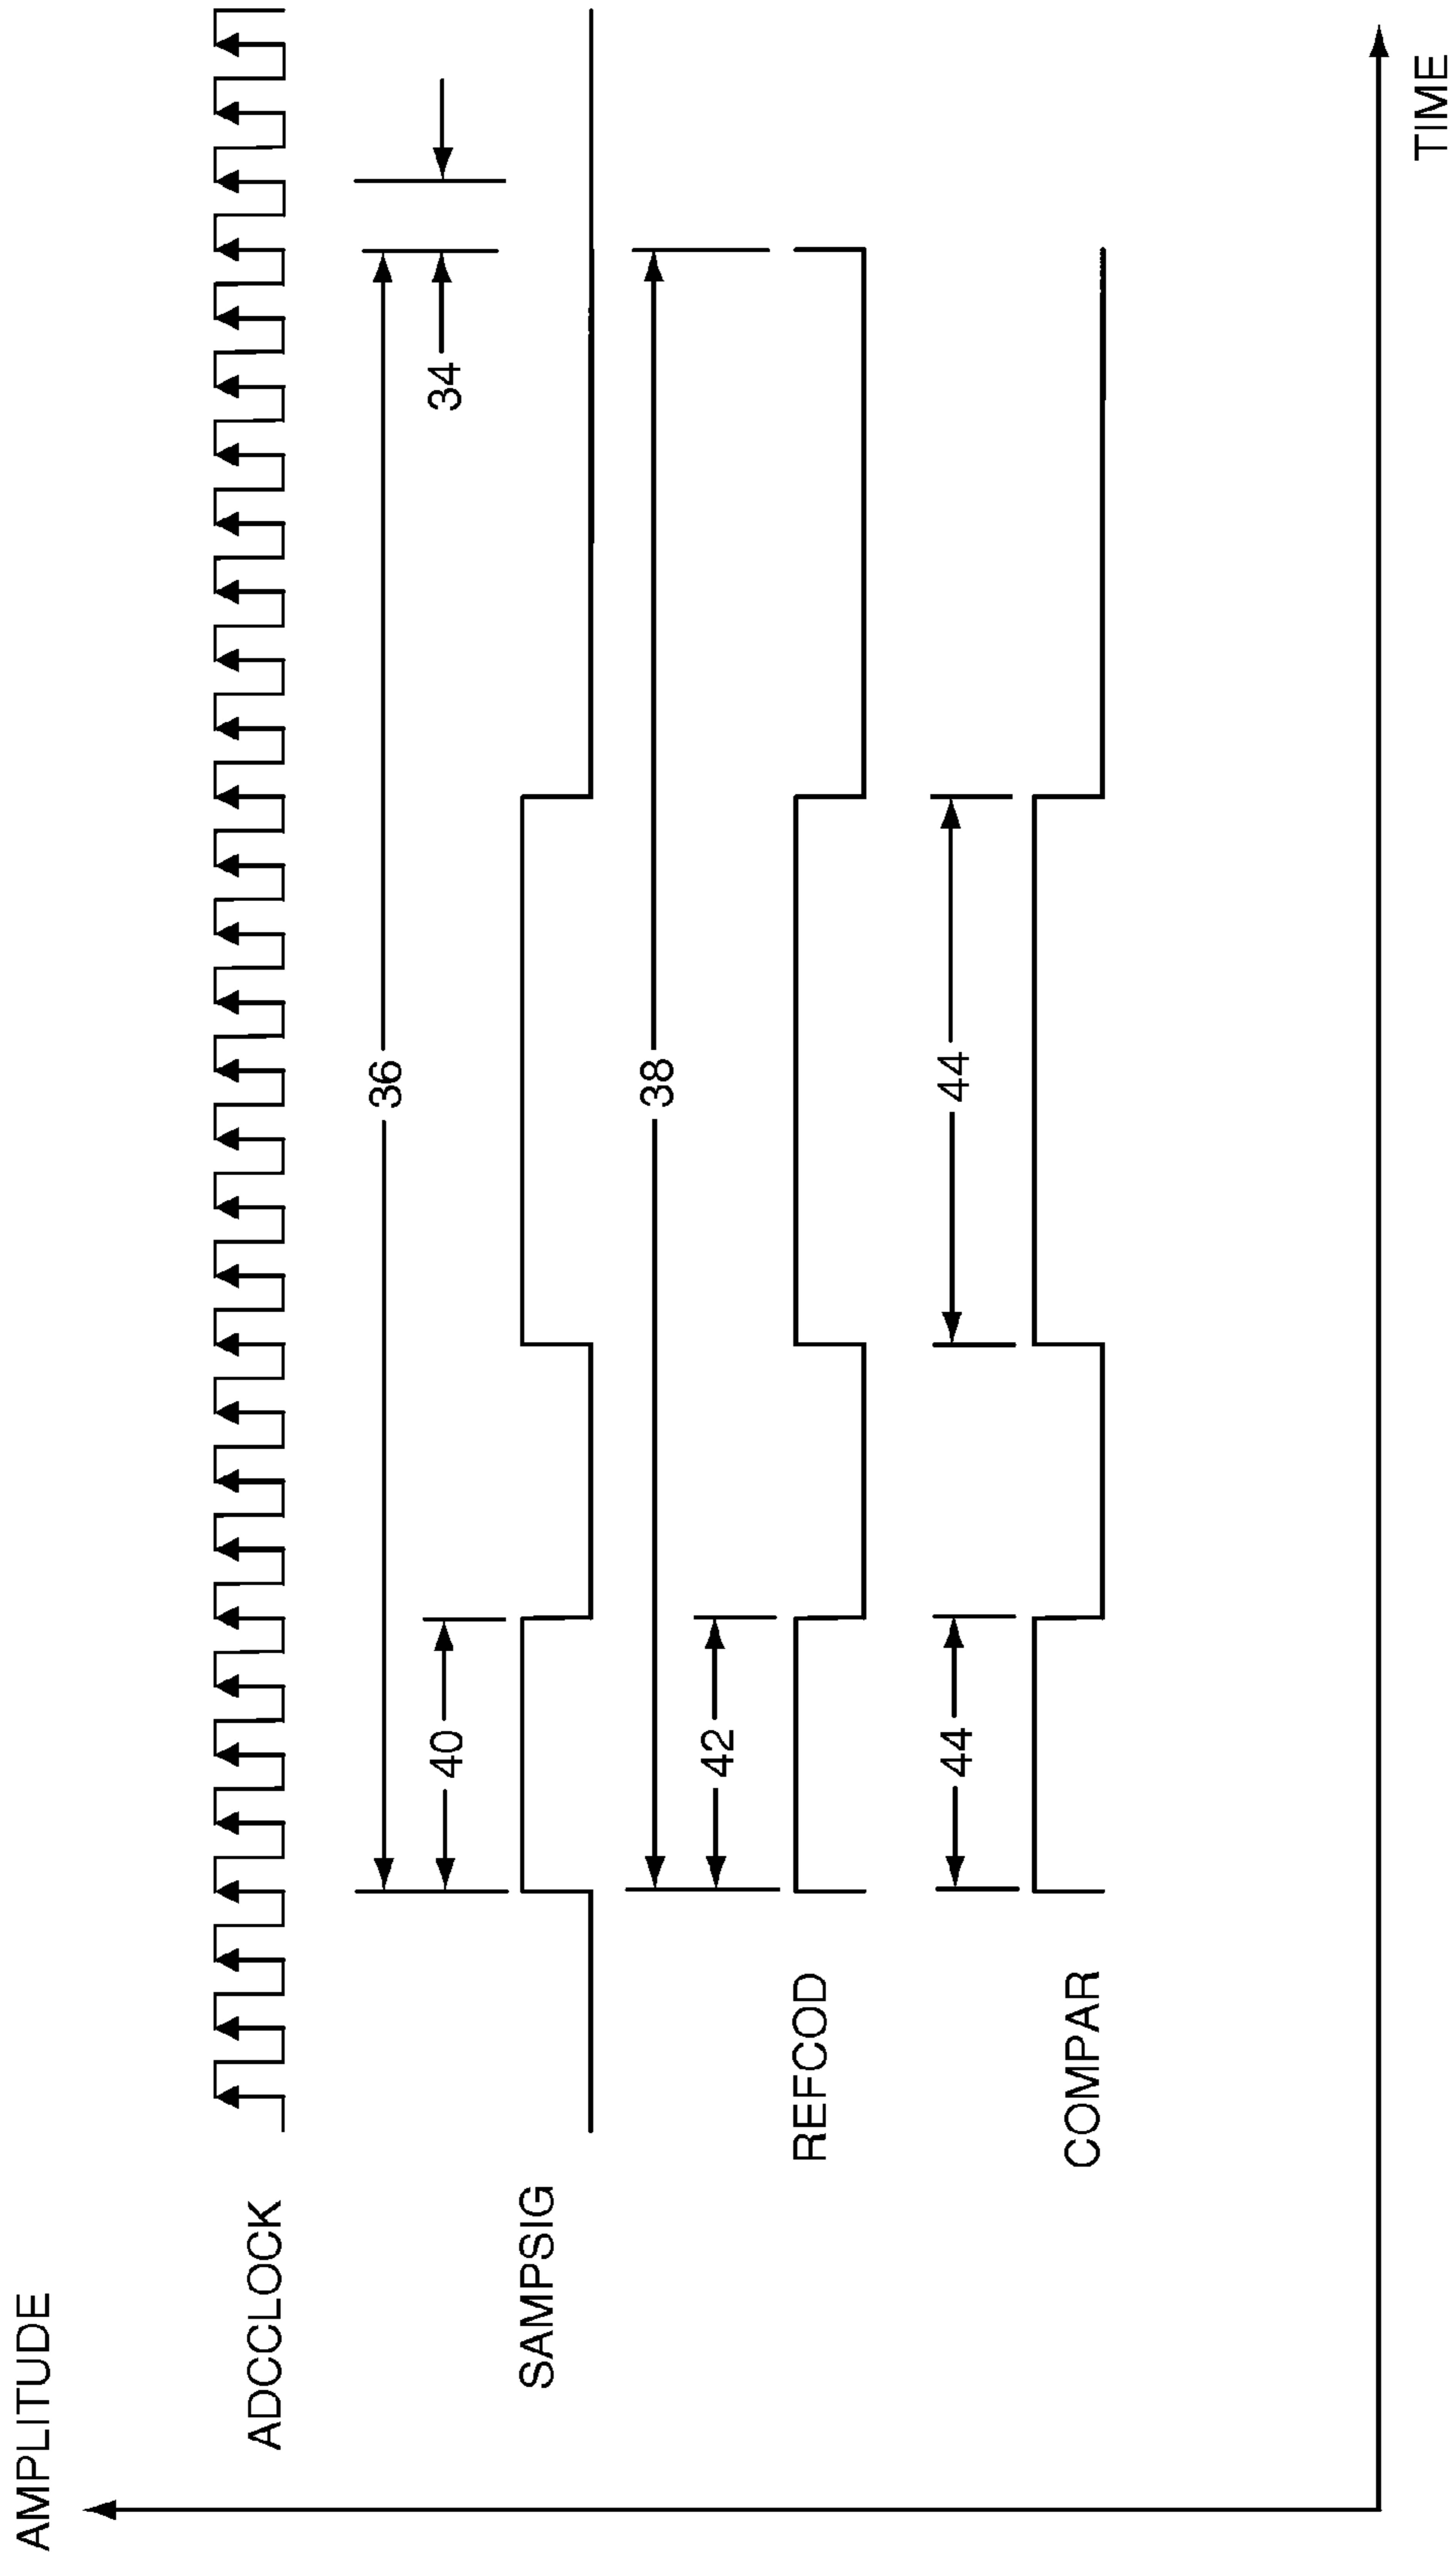 AMPLITUDE
ADCCLOCK
36
34
40
SAMPSIG
38
42
REFCOD
44
44
COMPAR
TIME